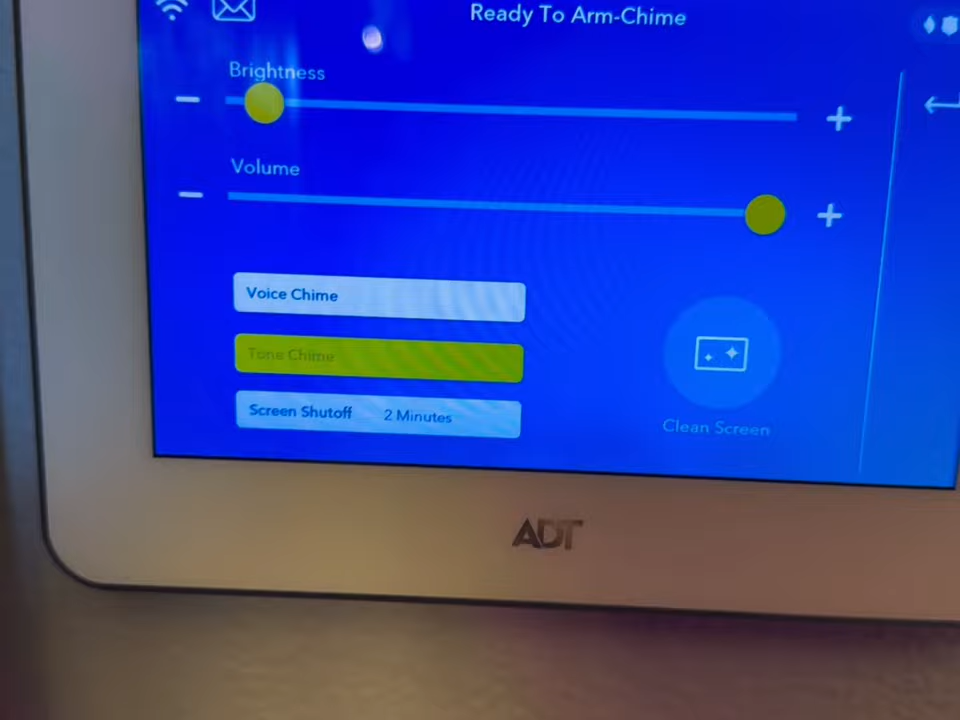 Ready To Arm-Chime
Brightness
Volume
Voice Chime
Tone Chime
Screen Shutoff 2 Minutes
Clean Screen
ADT